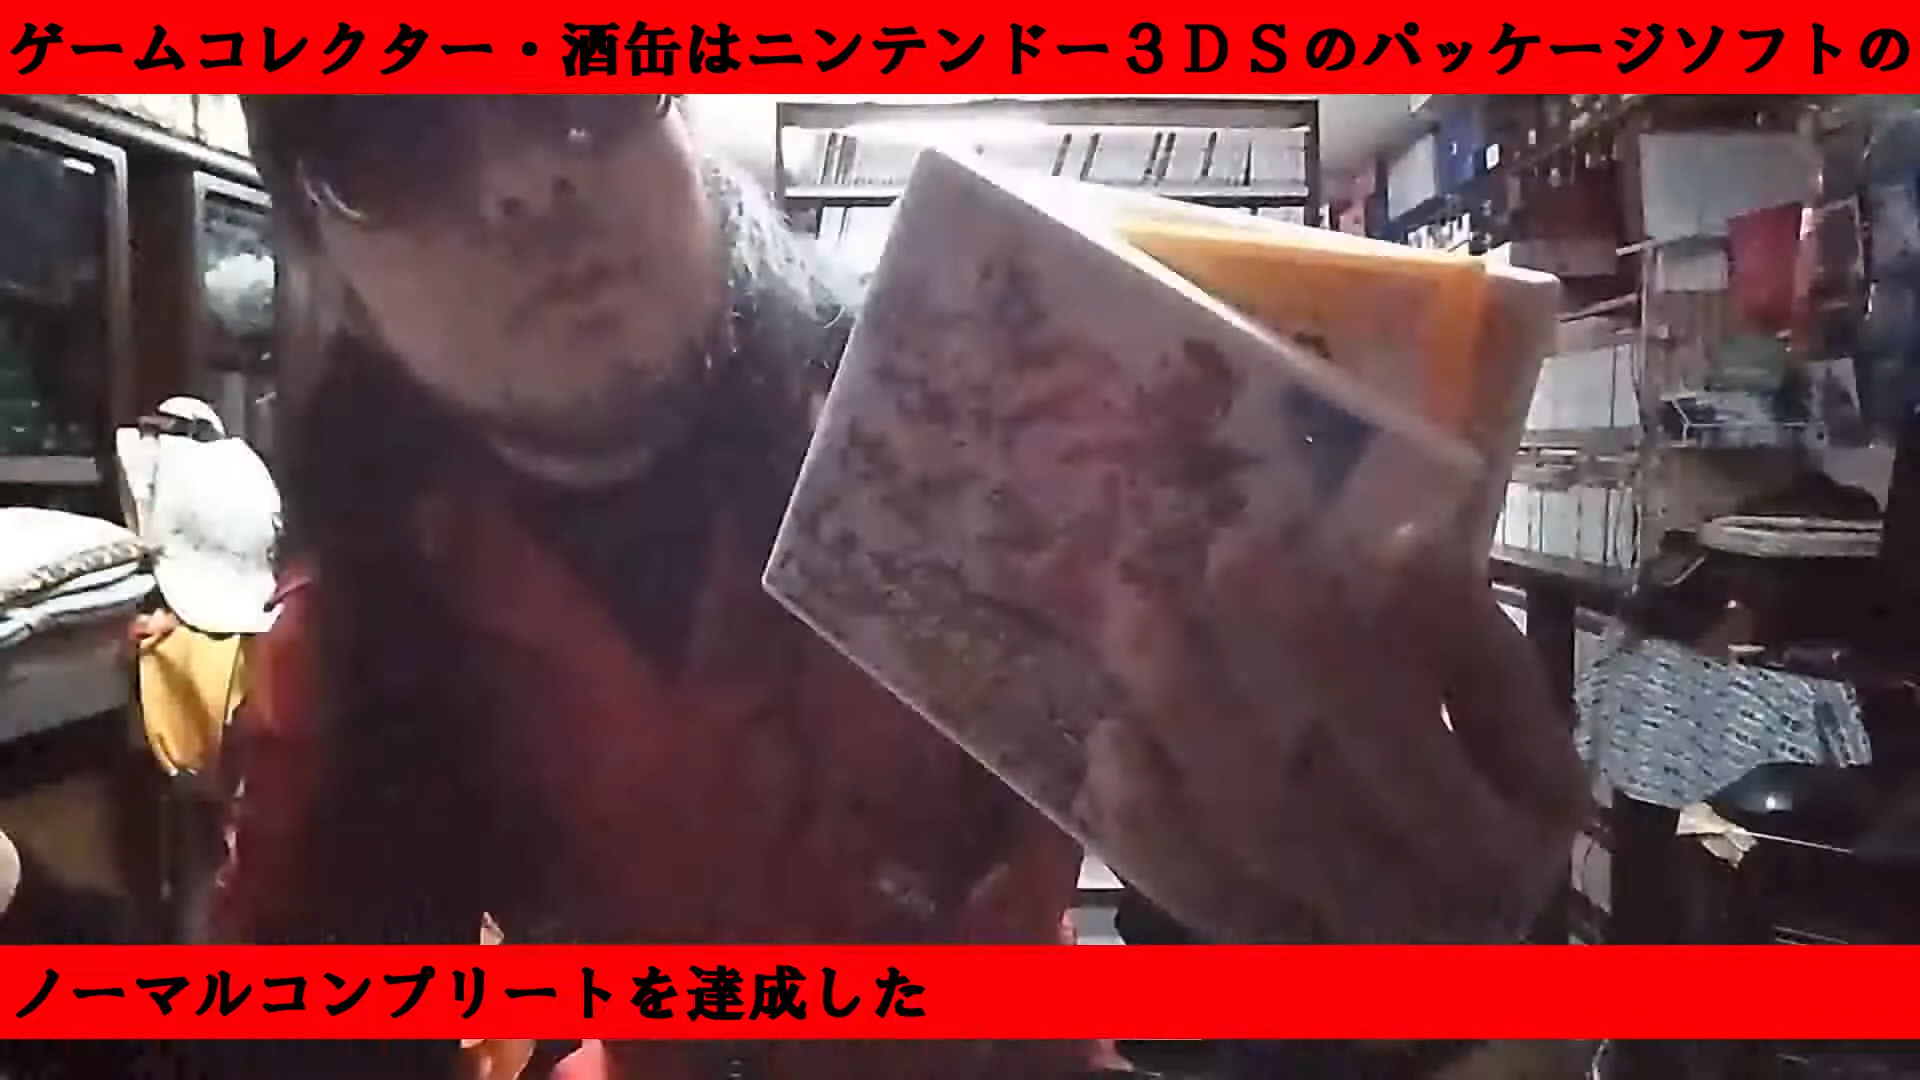 ゲームコレクター・酒缶はニンテンドー３ＤＳのパッケージソフトの
ノーマルコンプリートを達成した